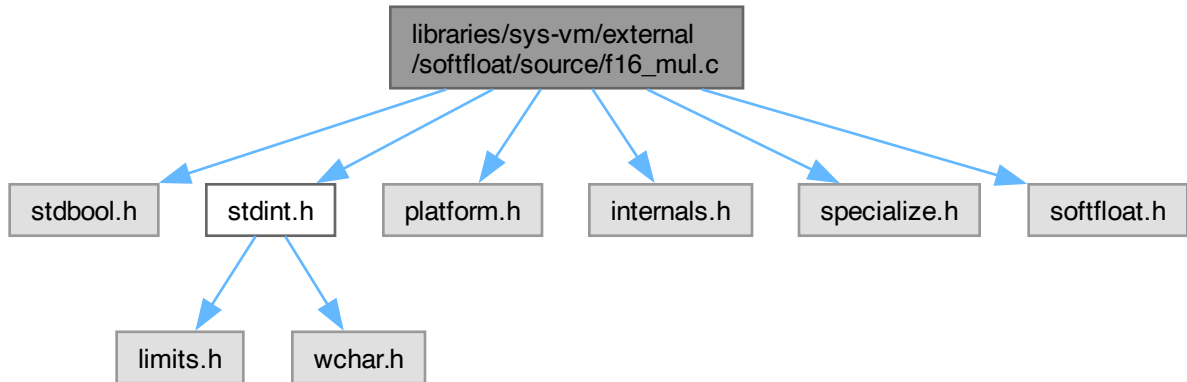 libraries/sys-vm/external
/softfloat/source/f16_mul.c
stdbool.h
stdint.h
platform.h
internals.h
specialize.h
softfloat.h
limits.h
wchar.h